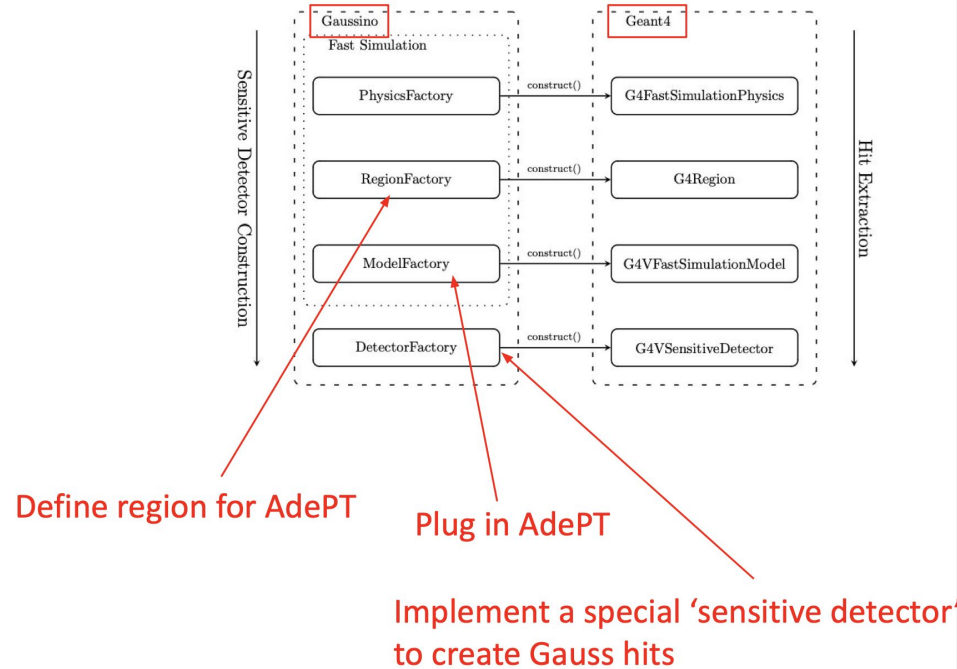 Gaussino
Geant4
Fast Simulation
Sensitive Detector Construction
PhysicsFactory
construct()
G4FastSimulationPhysics
RegionFactory
construct()
G4Region
ModelFactory
construct()
G4VFastSimulationModel
DetectorFactory
construct()
G4VSensitiveDetector
Hit Extraction
Define region for AdePT
Plug in AdePT
Implement a special ‘sensitive detector’
to create Gauss hits